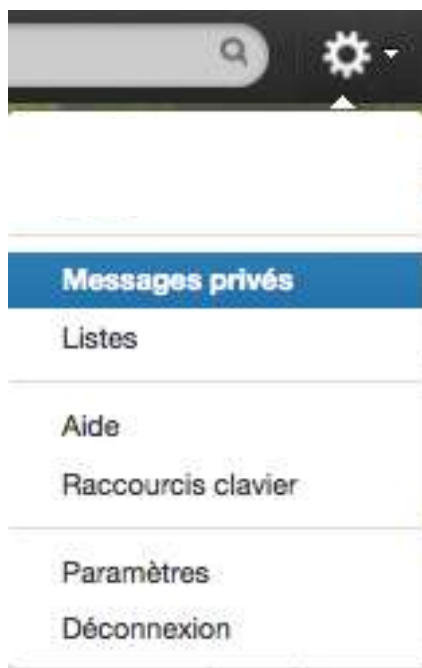 Messages privés
Listes
Aide
Raccourcis clavier
Paramètres
Déconnexion